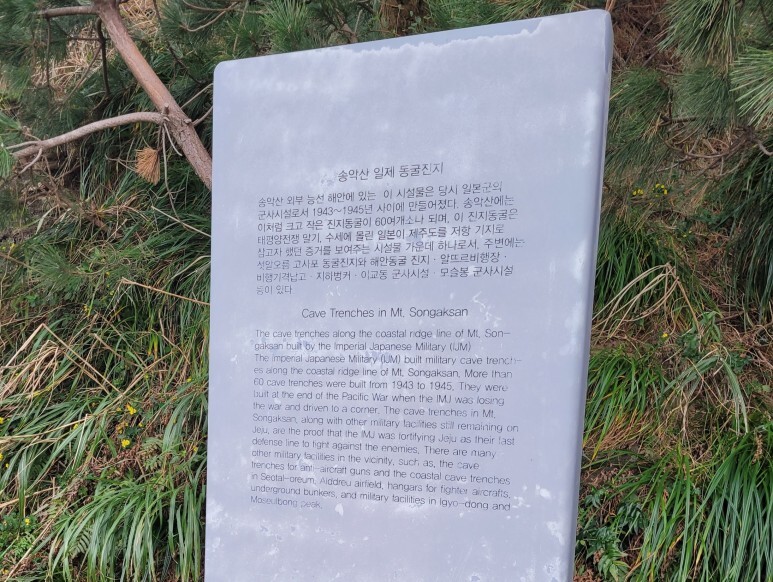 송악산 일제 동굴진지
송악산 외부 능선 해안에 있는 이 시설물은 당시 일본군의
군사시설로서 1943~1945년 사이에 만들어졌다. 송악산에는
이처럼 크고 작은 진지동굴이 60여개소나 되며, 이 진지동굴은
태평양전쟁 말기, 수세에 몰린 일본이 제주도를 저항 기지로
삼고자 했던 증거를 보여주는 시설물 가운데 하나로서, 주변에는
셋알오름 고사포 동굴진지와 해안동굴 진지·알뜨르비행장·
비행기격납고·지하벙커·이교동 군사시설·모슬봉 군사시설
등이 있다
Cave Trenches in Mt, Songaksan
The cave trenches along the coastal ridge line of Mt, Son-
gaksan built by the Imperial Japanese Military (IJM)
The Imperial Japanese Military (IJM) built military cave trench-
es along the coastal ridge line of Mt, Songaksan. More than
60 cave trenches were built from 1943 to 1945. They were
built at the end of the Pacific War when the IMJ was losing
the war and driven to a corner. The cave trenches in Mt,
Songaksan, along with other military facilities still remaining on
Jeju, are the proof that the IMJ was fortifying Jeju as their last
defense line to fight against the enemies. There are many
other military facilities in the vicinity, such as, the cave
trenches for anti-aircraft guns and the coastal cave trenches
in Seotal-oreum, Alddreu airfield, hangars for fighter aircrafts,
underground bunkers, and military facilities in Igyo-dong and
Moseulbong peak.